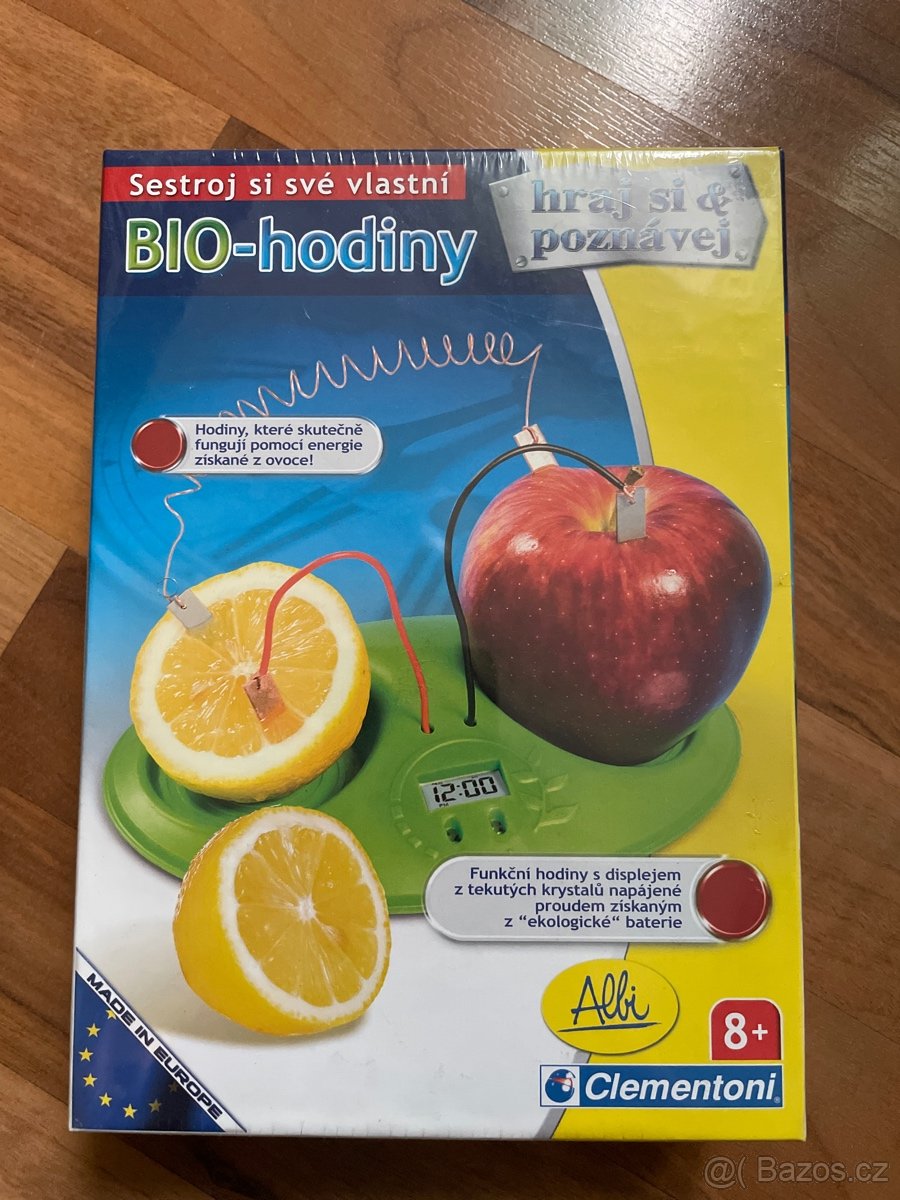 Sestroj si své vlastní
BIO-hodiny
hraj si &
poznávej
Hodiny, které skutečně
fungují pomocí energie
získané z ovoce!
12:00
PM
Funkční hodiny s displejem
z tekutých krystalů napájené
proudem získaným
z “ekologické“ baterie
Albi
8+
MADE IN EUROPE
Clementoni®
@( Bazos.cz